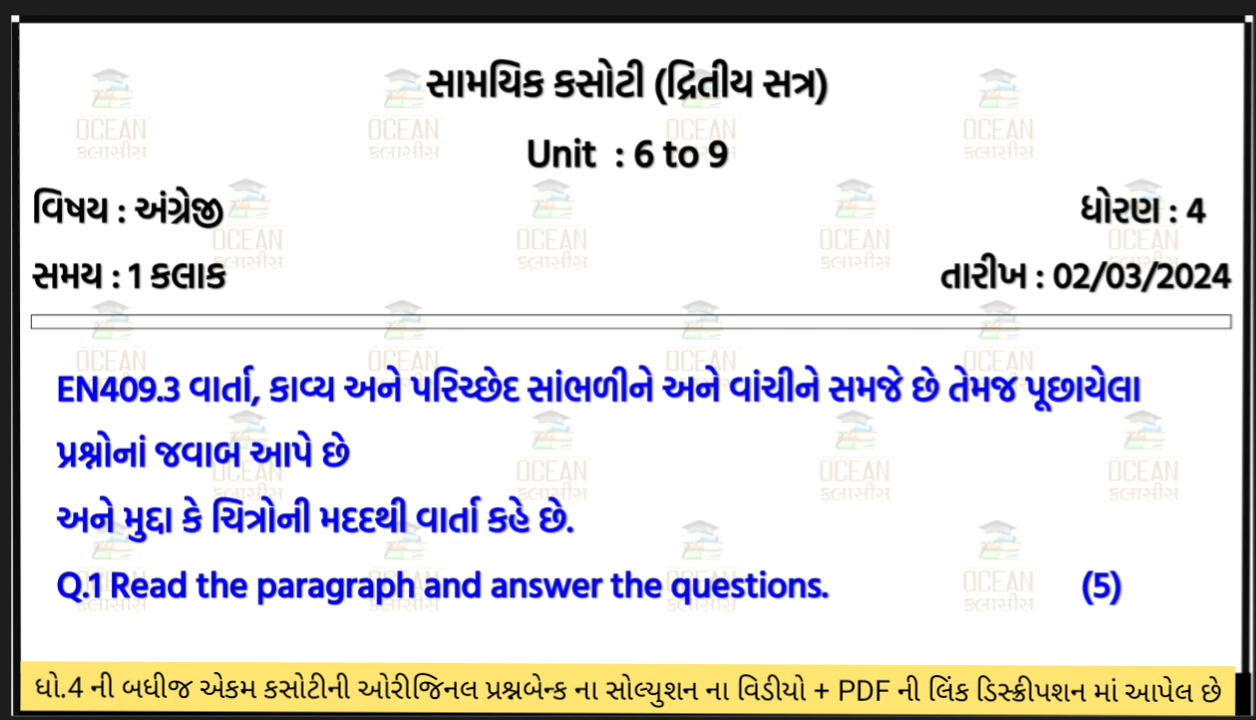 સામયિક કસોટી (દ્રિતીય સત્ર)
Unit : 6 to 9
વિષય : અંગ્રેજી
ધોરણ : 4
સમય : 1 કલાક
તારીખ : 02/03/2024
EN409.3 વાર્તા, કાવ્ય અને પરિચ્છેદ સાંભળીને અને વાંચીને સમજે છે તેમજ પૂછાયેલા
પ્રશ્નોનાં જવાબ આપે છે
અને મુદ્દા કે ચિત્રોની મદદથી વાર્તા કહે છે.
Q.1 Read the paragraph and answer the questions. (5)
ધો.4 ની બધીજ એકમ કસોટીની ઓરીજિનલ પ્રશ્નબેન્ક ના સોલ્યુશન ના વિડીયો + PDF ની લિંક ડિસ્ક્રીપશન માં આપેલ છે
OCEAN
ક્લાસીસ